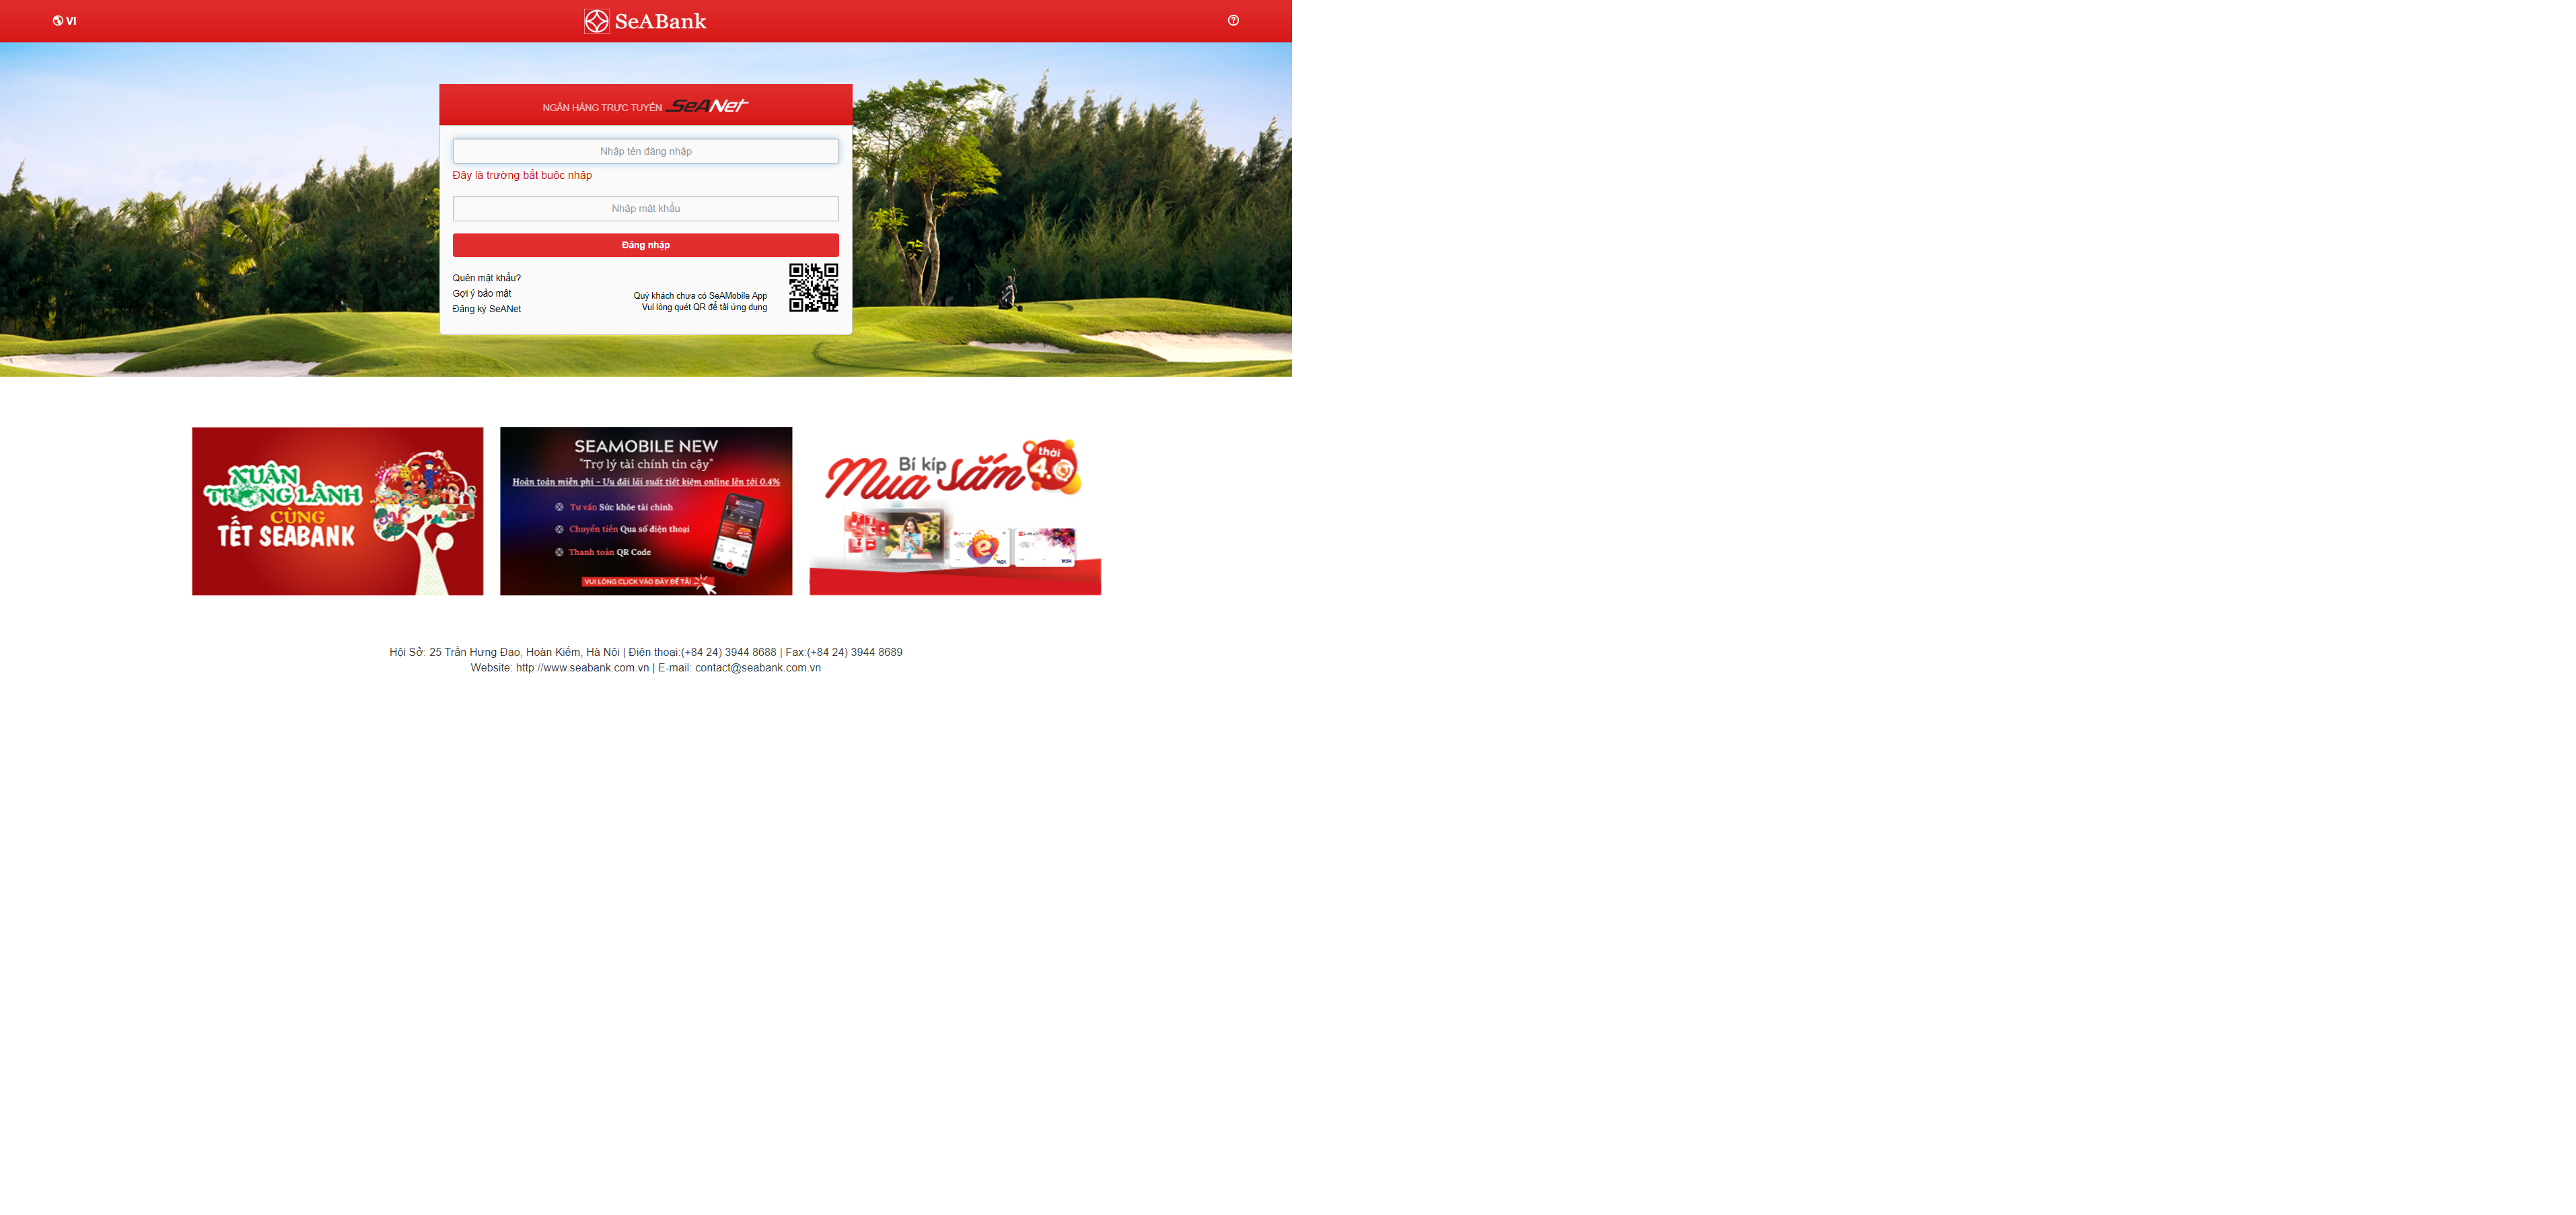 VI
SeABank
NGÂN HÀNG TRỰC TUYẾN SeANet
Nhập tên đăng nhập
Đây là trường bắt buộc nhập
Nhập mật khẩu
Đăng nhập
Quên mật khẩu?
Gợi ý bảo mật
Đăng ký SeANet
Quý khách chưa có SeAMobile App
Vui lòng quét QR để tải ứng dụng
XUÂN
TRONG LÀNH
CÙNG
TẾT SEABANK
SEAMOBILE NEW
"Trợ lý tài chính tin cậy"
Hoàn toàn miễn phí - Ưu đãi lãi suất tiết kiệm online lên tới 0.4%
Tư vấn Sức khỏe tài chính
Chuyển tiền Qua số điện thoại
Thanh toán QR Code
VUI LÒNG CLICK VÀO ĐÂY ĐỂ TẢI
Bí kíp
Mua sắm
thời
4.0
Hội Sở: 25 Trần Hưng Đạo, Hoàn Kiếm, Hà Nội | Điện thoại:(+84 24) 3944 8688 | Fax:(+84 24) 3944 8689
Website: http://www.seabank.com.vn | E-mail: contact@seabank.com.vn